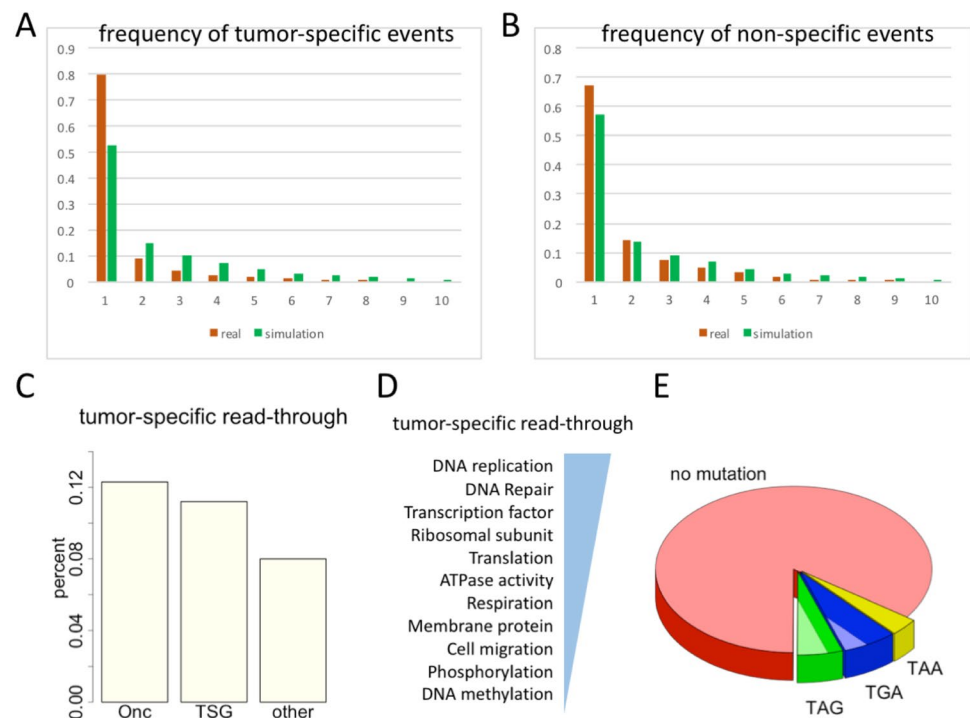 A
frequency of tumor-specific events
0.9
0.8
0.7
0.6
0.5
0.4
0.3
0.2
0.1
0
1 2 3 4 5 6 7 8 9 10
real simulation
B
frequency of non-specific events
0.8
0.7
0.6
0.5
0.4
0.3
0.2
0.1
0
1 2 3 4 5 6 7 8 9 10
real simulation
C
tumor-specific read-through
percent
0.12
0.08
0.04
0.00
Onc TSG other
D
tumor-specific read-through
DNA replication
DNA Repair
Transcription factor
Ribosomal subunit
Translation
ATPase activity
Respiration
Membrane protein
Cell migration
Phosphorylation
DNA methylation
E
no mutation
TAA
TGA
TAG